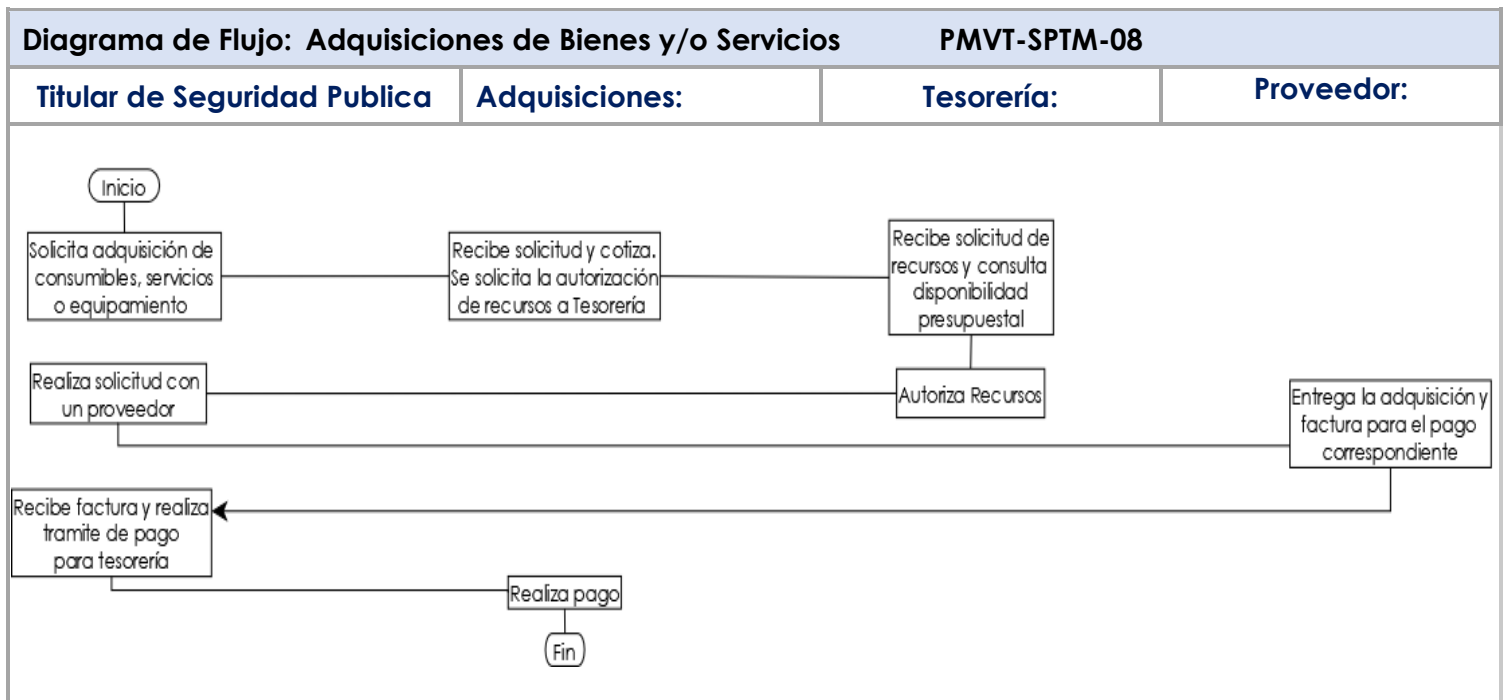 Diagrama de Flujo: Adquisiciones de Bienes y/o Servicios PMVT-SPTM-08
Titular de Seguridad Publica
Adquisiciones:
Tesorería:
Proveedor:
Inicio
Solicita adquisición de
consumibles, servicios
o equipamiento
Recibe solicitud y cotiza.
Se solicita la autorización
de recursos a Tesorería
Recibe solicitud de
recursos y consulta
disponibilidad
presupuestal
Autoriza Recursos
Realiza solicitud con
un proveedor
Entrega la adquisición y
factura para el pago
correspondiente
Recibe factura y realiza
tramite de pago
para tesorería
Realiza pago
Fin